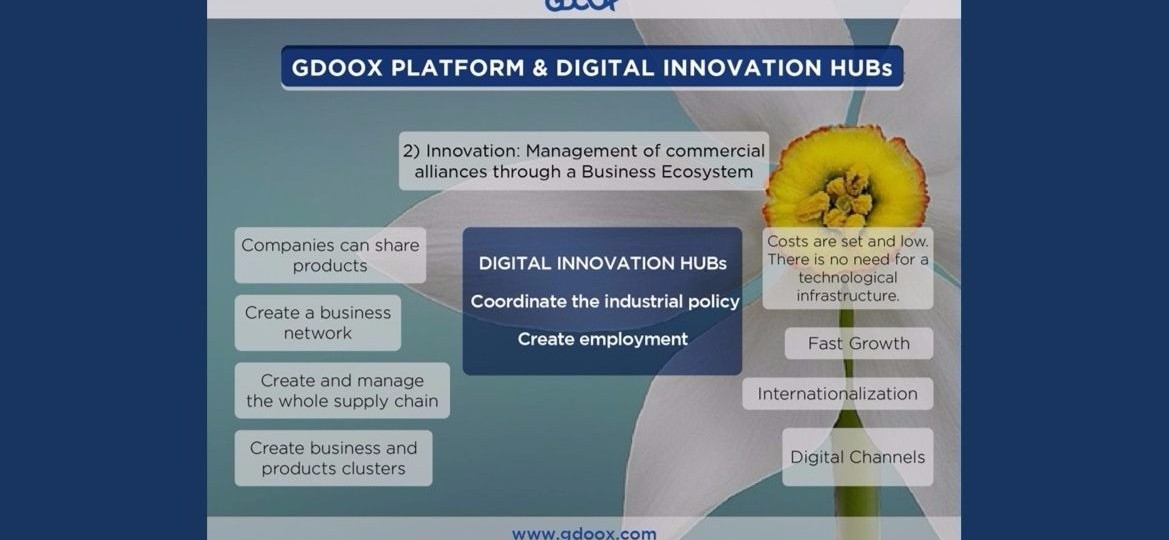 GDOOX
GDOOX PLATFORM & DIGITAL INNOVATION HUBs
2) Innovation: Management of commercial
alliances through a Business Ecosystem
Companies can share
products
Create a business
network
Create and manage
the whole supply chain
Create business and
products clusters
DIGITAL INNOVATION HUBs
Coordinate the industrial policy
Create employment
Costs are set and low.
There is no need for a
technological
infrastructure.
Fast Growth
Internationalization
Digital Channels
www.gdoox.com